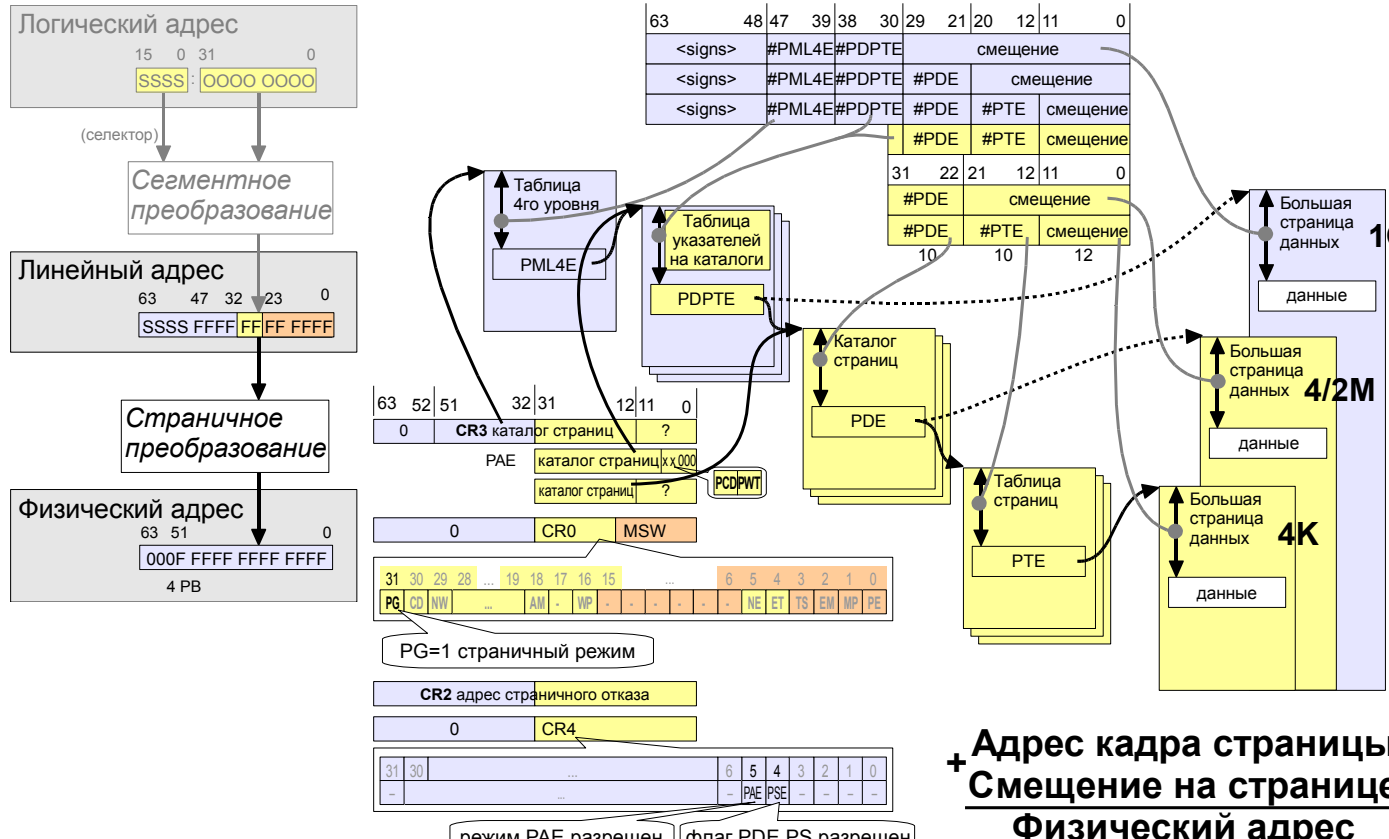 Логический адрес
15 0 31 0
SSSS : OOOO OOOO
(селектор)
Сегментное
преобразование
Линейный адрес
63 47 32 23 0
SSSS FFFF FF FF FFFF
Страничное
преобразование
Физический адрес
63 51 0
000F FFFF FFFF FFFF
4 PB
63 48 47 39 38 30 29 21 20 12 11 0
<signs> #PML4E #PDPTE смещение
<signs> #PML4E #PDPTE #PDE смещение
<signs> #PML4E #PDPTE #PDE #PTE смещение
#PDE #PTE смещение
31 22 21 12 11 0
#PDE смещение
#PDE #PTE смещение
10 10 12
Таблица
4го уровня
PML4E
Таблица
указателей
на каталоги
PDPTE
Каталог
страниц
PDE
Таблица
страниц
PTE
Большая
страница
данных
данные
Большая
страница
данных 4/2M
данные
Большая
страница
данных 4K
данные
63 52 51 32 31 12 11 0
0 CR3 каталог страниц ?
PAE каталог страниц x x 000
каталог страниц ?
PCD PWT
0 CR0 MSW
31 30 29 28 ... 19 18 17 16 15 ... 6 5 4 3 2 1 0
PG CD NW ... AM - WP - - - - - - NE ET TS EM MP PE
PG=1 страничный режим
CR2 адрес страничного отказа
0 CR4
31 30 ... 6 5 4 3 2 1 0
– ... – PAE PSE – – – –
режим PAE разрешен
флаг PDE.PS разрешен
+ Адрес кадра страницы
Смещение на странице
Физический адрес